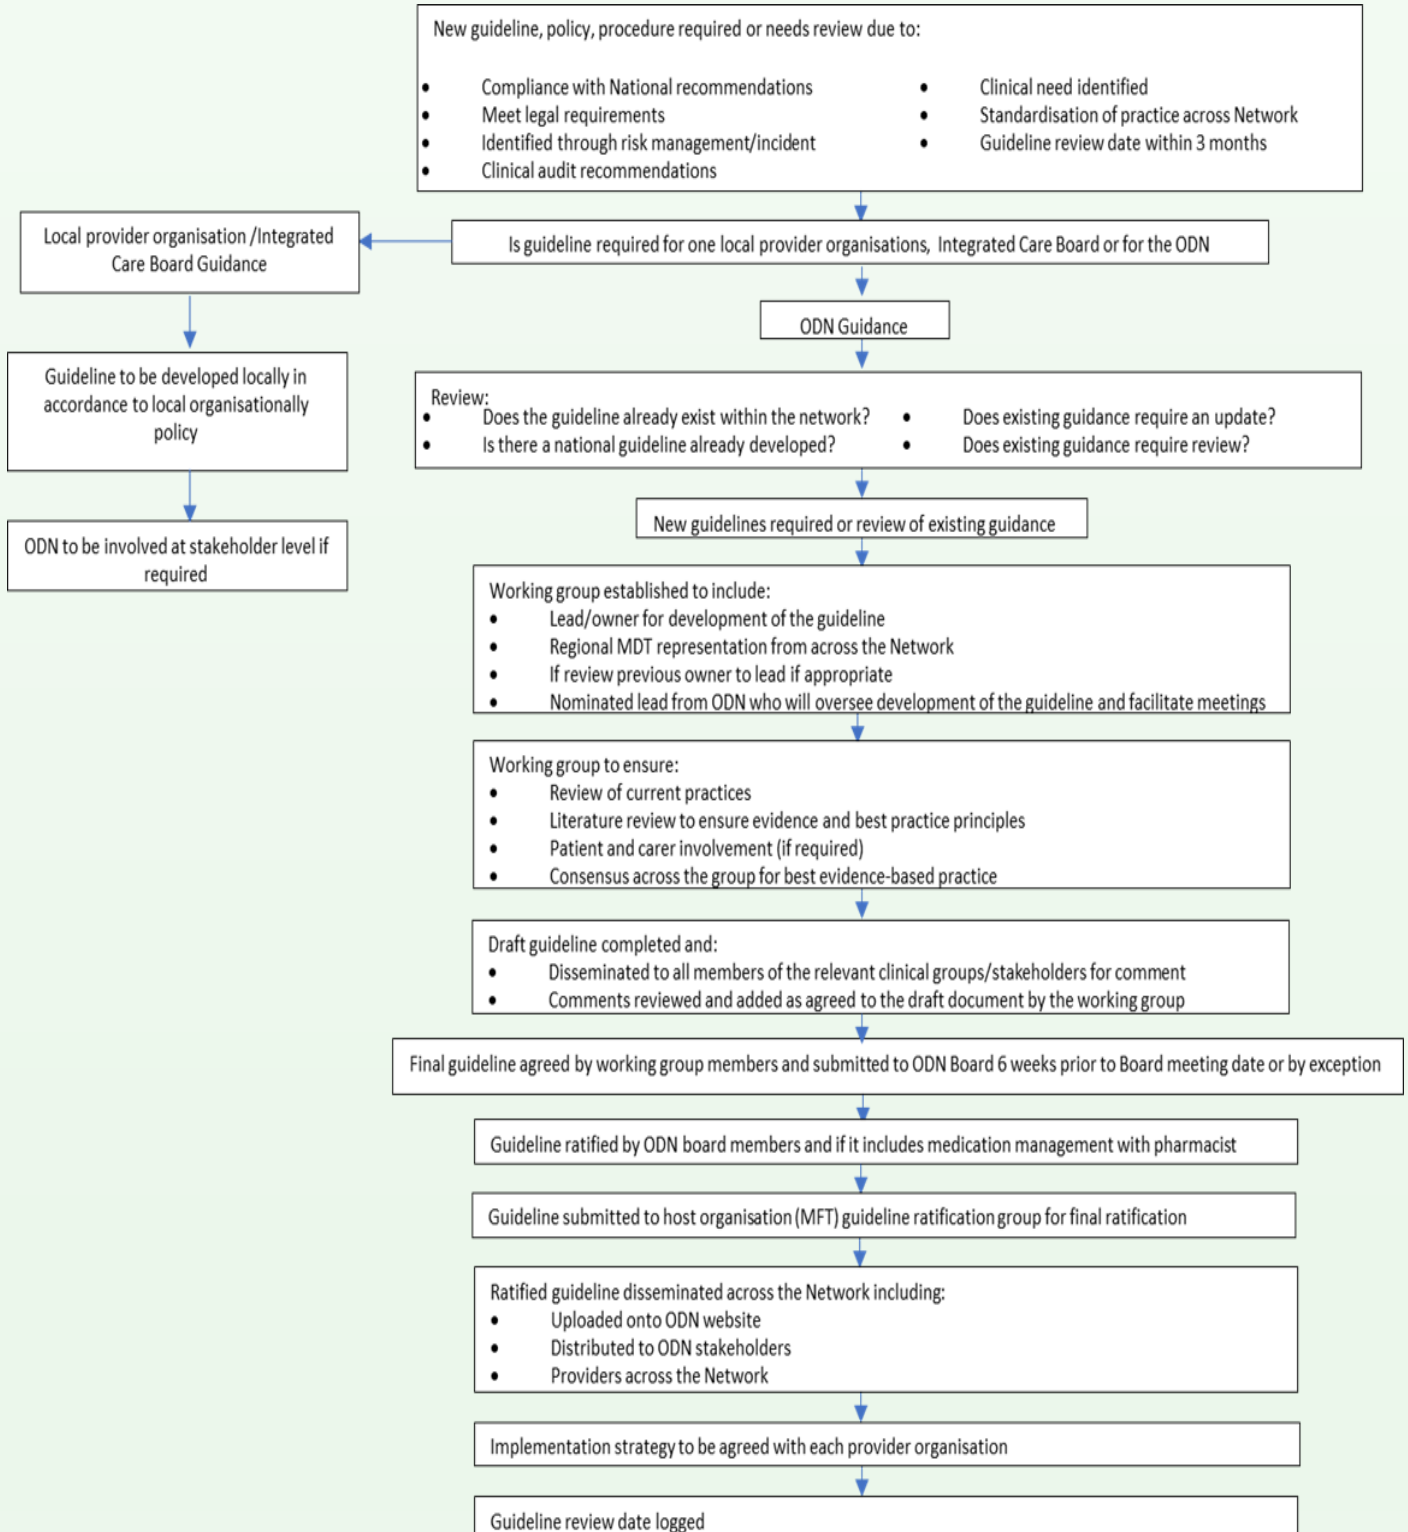 New guideline, policy, procedure required or needs review due to:
• Compliance with National recommendations
• Meet legal requirements
• Identified through risk management/incident
• Clinical audit recommendations
• Clinical need identified
• Standardisation of practice across Network
• Guideline review date within 3 months
Is guideline required for one local provider organisations, Integrated Care Board or for the ODN
Local provider organisation /Integrated
Care Board Guidance
Guideline to be developed locally in
accordance to local organisationally
policy
ODN to be involved at stakeholder level if
required
ODN Guidance
Review:
• Does the guideline already exist within the network?
• Is there a national guideline already developed?
• Does existing guidance require an update?
• Does existing guidance require review?
New guidelines required or review of existing guidance
Working group established to include:
• Lead/owner for development of the guideline
• Regional MDT representation from across the Network
• If review previous owner to lead if appropriate
• Nominated lead from ODN who will oversee development of the guideline and facilitate meetings
Working group to ensure:
• Review of current practices
• Literature review to ensure evidence and best practice principles
• Patient and carer involvement (if required)
• Consensus across the group for best evidence-based practice
Draft guideline completed and:
• Disseminated to all members of the relevant clinical groups/stakeholders for comment
• Comments reviewed and added as agreed to the draft document by the working group
Final guideline agreed by working group members and submitted to ODN Board 6 weeks prior to Board meeting date or by exception
Guideline ratified by ODN board members and if it includes medication management with pharmacist
Guideline submitted to host organisation (MFT) guideline ratification group for final ratification
Ratified guideline disseminated across the Network including:
• Uploaded onto ODN website
• Distributed to ODN stakeholders
• Providers across the Network
Implementation strategy to be agreed with each provider organisation
Guideline review date logged